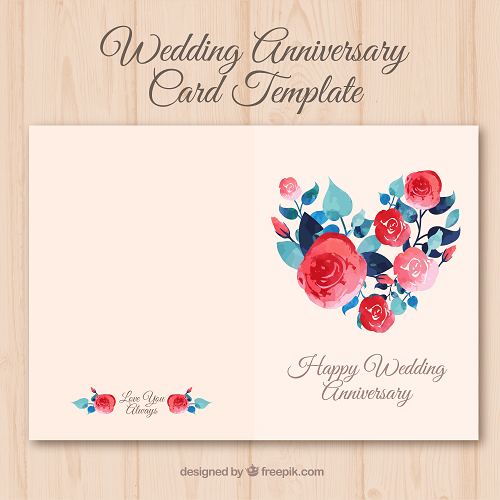 Wedding Anniversary
Card Template
Love You
Always
Happy Wedding
Anniversary
designed by freepik.com